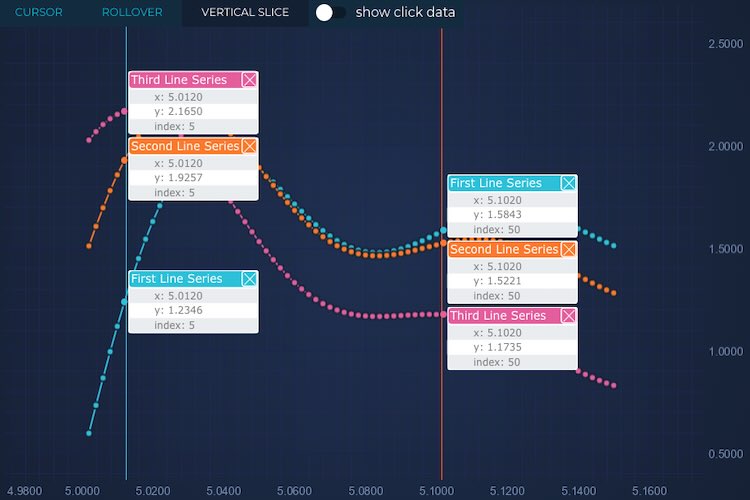 CURSOR ROLLOVER VERTICAL SLICE show click data
2.5000
Third Line Series
x: 5.0120
y: 2.1650
index: 5
Second Line Series
x: 5.0120
y: 1.9257
index: 5
First Line Series
x: 5.0120
y: 1.2346
index: 5
First Line Series
x: 5.1020
y: 1.5843
index: 50
Second Line Series
x: 5.1020
y: 1.5221
index: 50
Third Line Series
x: 5.1020
y: 1.1735
index: 50
2.0000
1.5000
1.0000
0.5000
4.9800 5.0000 5.0200 5.0400 5.0600 5.0800 5.1000 5.1200 5.1400 5.1600